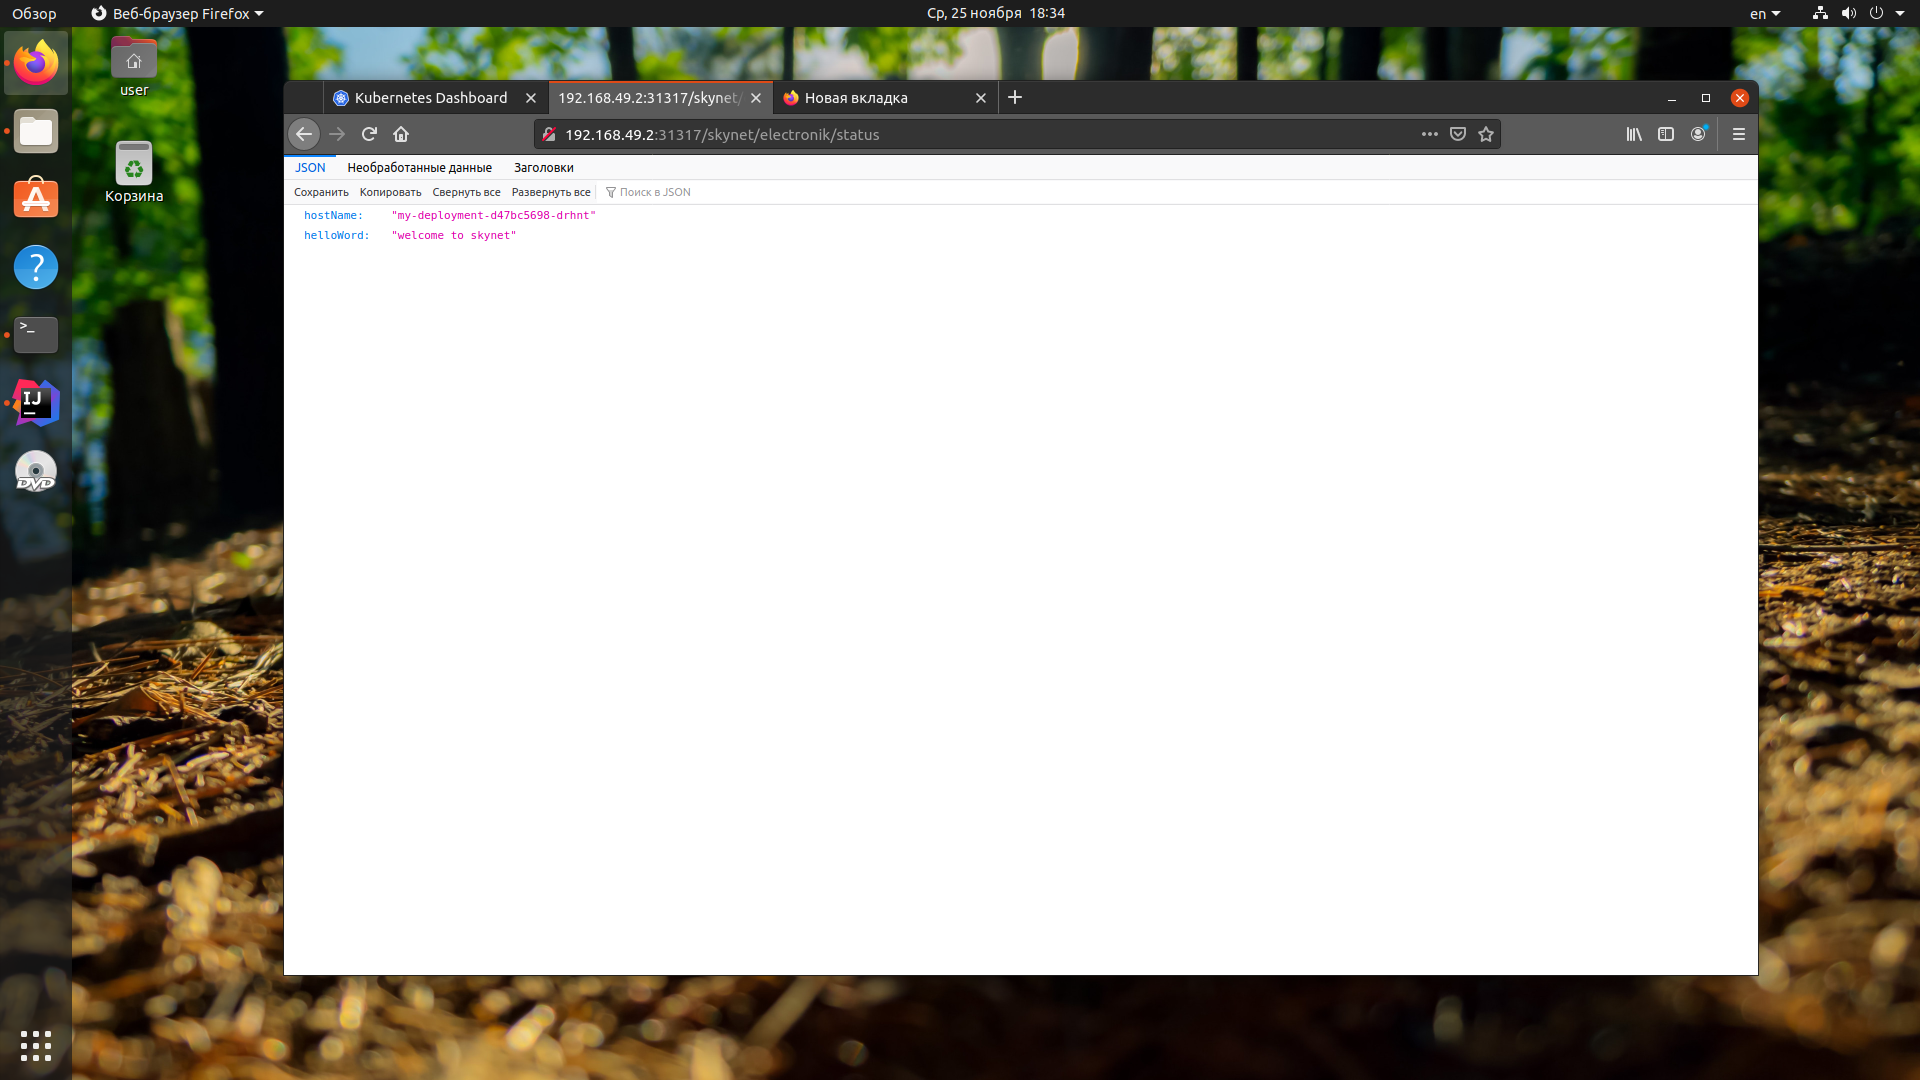 Обзор
Веб-браузер Firefox
Ср, 25 ноября 18:34
en
user
Корзина
>_
IJ
DVD
Kubernetes Dashboard
192.168.49.2:31317/skynet/
Новая вкладка
192.168.49.2:31317/skynet/electronik/status
JSON
Необработанные данные
Заголовки
Сохранить
Копировать
Свернуть все
Развернуть все
Поиск в JSON
hostName: "my-deployment-d47bc5698-drhnt"
helloWord: "welcome to skynet"